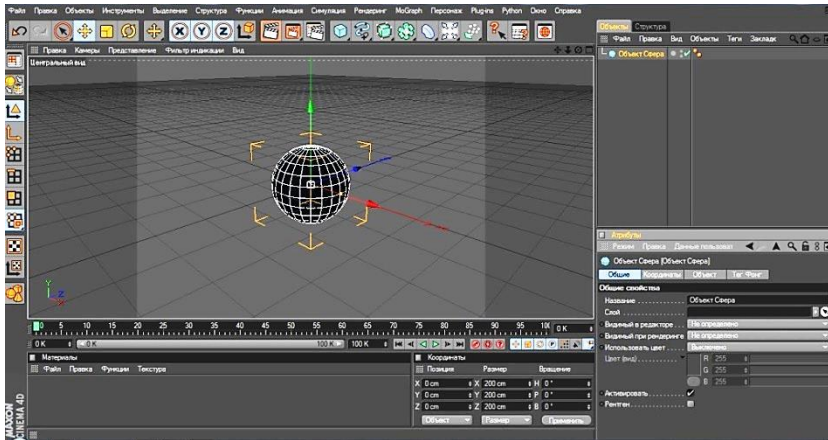 Файл Правка Объекты Инструменты Выделение Структура Функции Анимация Симуляция Рендеринг MoGraph Персонаж Plug-ins Python Окно Справка
Правка Камеры Представление Фильтр индикации Вид
Центральный вид
Объекты Структура
Файл Правка Вид Объекты Теги Закладк
Объект Сфера
Y
Z
X
Атрибуты
Режим Правка Данные пользоват
Объект Сфера [Объект Сфера]
Общие Координаты Объект Тег Фонг
Общие свойства
Название Объект Сфера
Слой
Видимый в редакторе Не определено
Видимый при рендеринге Не определено
Использовать цвет Выключено
Цвет (вид) R 255
G 255
B 255
Активировать
Рентген
0 5 10 15 20 25 30 35 40 45 50 55 60 65 70 75 80 85 90 95 10( 0 K
0 K 0 K 100 K 100 K
Материалы
Файл Правка Функции Текстура
Координаты
Позиция Размер Вращение
X 0 cm X 200 cm H 0 °
Y 0 cm Y 200 cm P 0 °
Z 0 cm Z 200 cm B 0 °
Объект Размер Применить
MAXON
CINEMA 4D